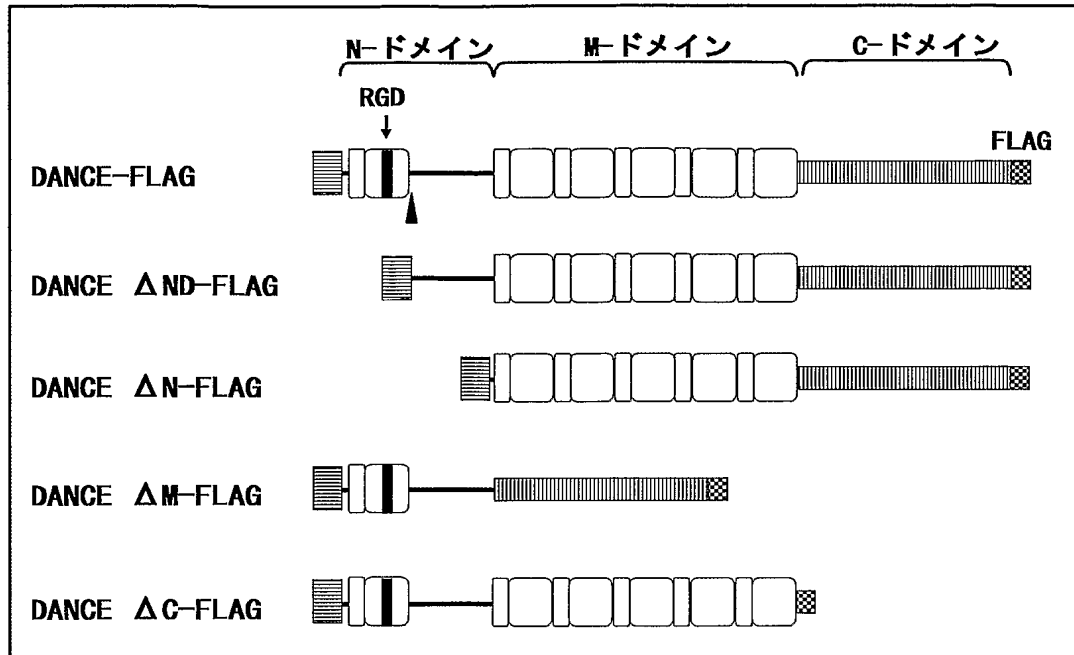 N-ドメイン M-ドメイン C-ドメイン
RGD
FLAG
DANCE-FLAG
DANCE ΔND-FLAG
DANCE ΔN-FLAG
DANCE ΔM-FLAG
DANCE ΔC-FLAG